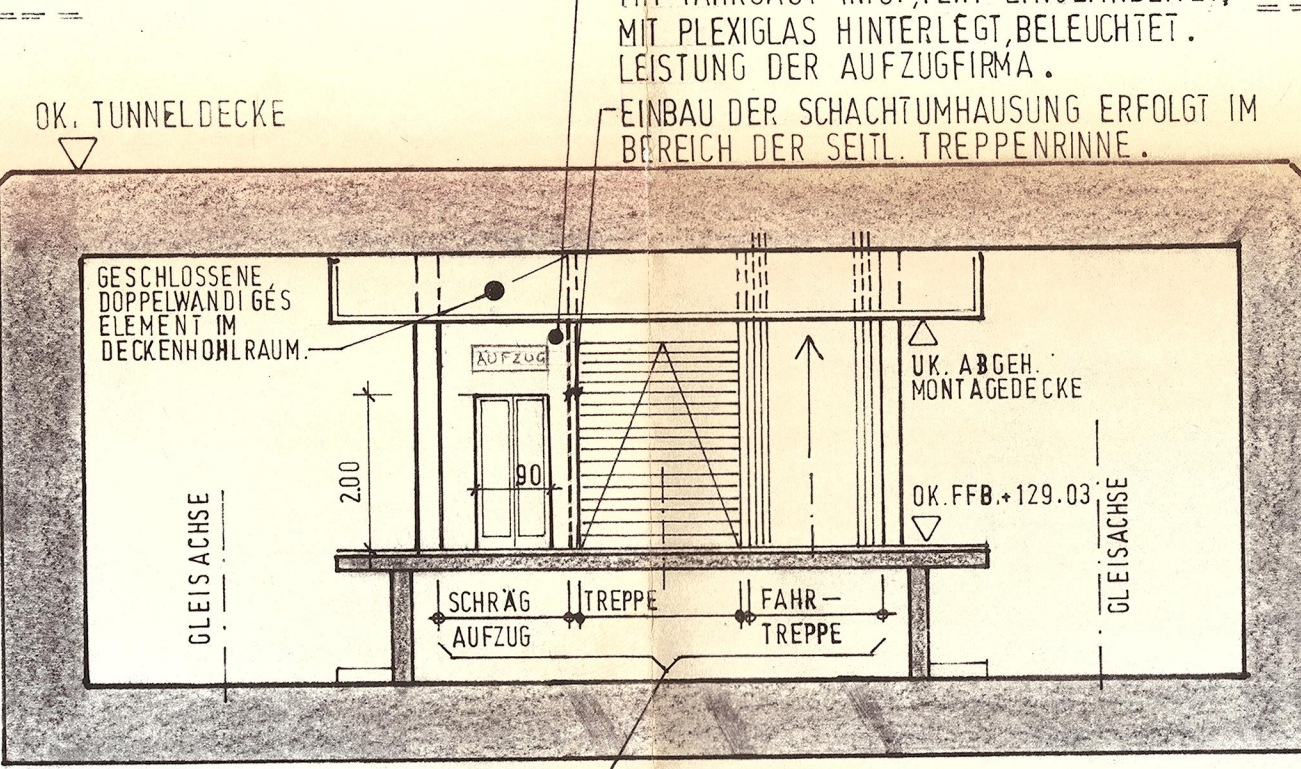 MIT PLEXIGLAS HINTERLEGT, BELEUCHTET.
LEISTUNG DER AUFZUGFIRMA.
EINBAU DER SCHACHTUMHAUSUNG ERFOLGT IM
BEREICH DER SEITL. TREPPENRINNE.
OK. TUNNELDECKE
GESCHLOSSENE,
DOPPELWANDIGES
ELEMENT IM
DECKENHOHLRAUM.
AUFZUG
UK. ABGEH.
MONTAGEDECKE
2.00
90
OK.FFB.+129.03
GLEISACHSE
GLEISACHSE
SCHRÄG
AUFZUG
TREPPE
FAHR-
TREPPE